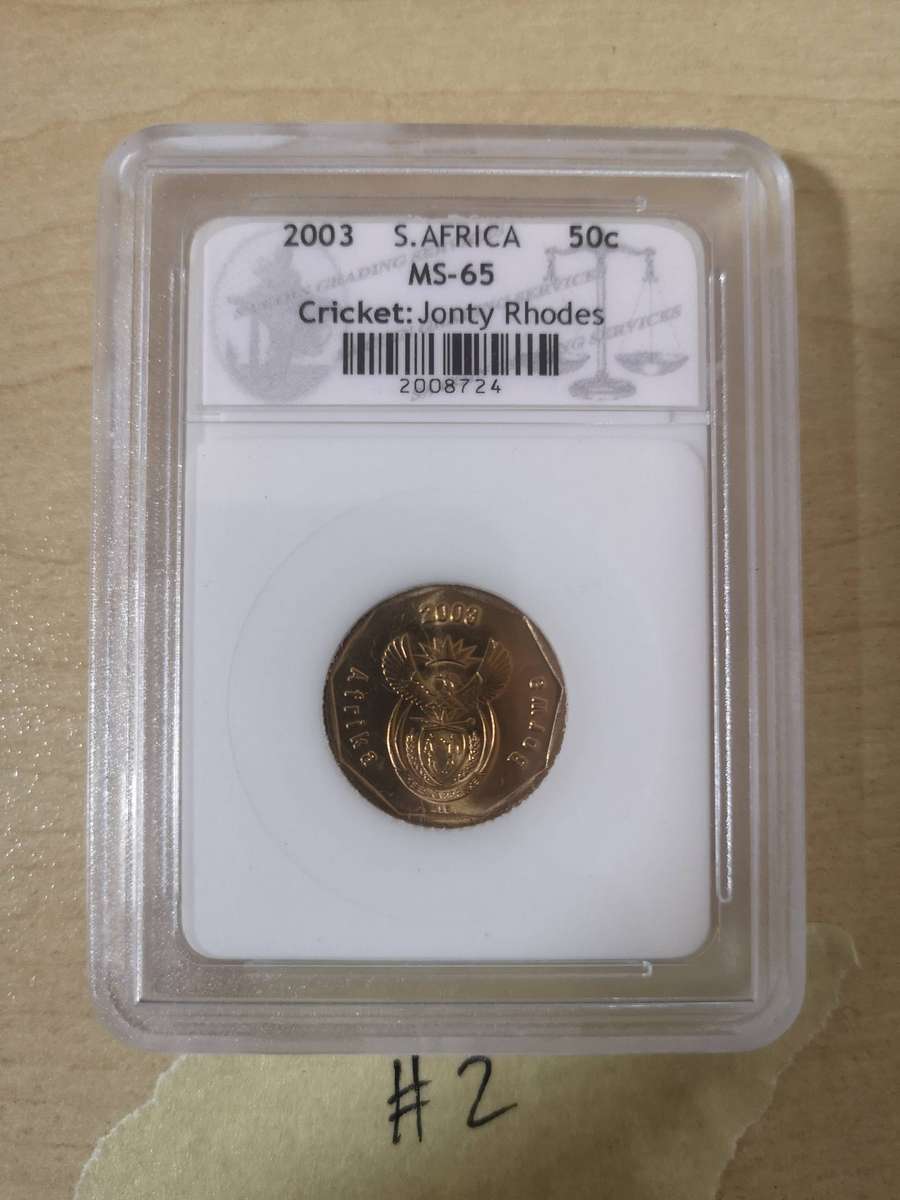 2003 S.AFRICA 50c
MS-65
Cricket: Jonty Rhodes
2008724
2003
Afrika Borwa
#2